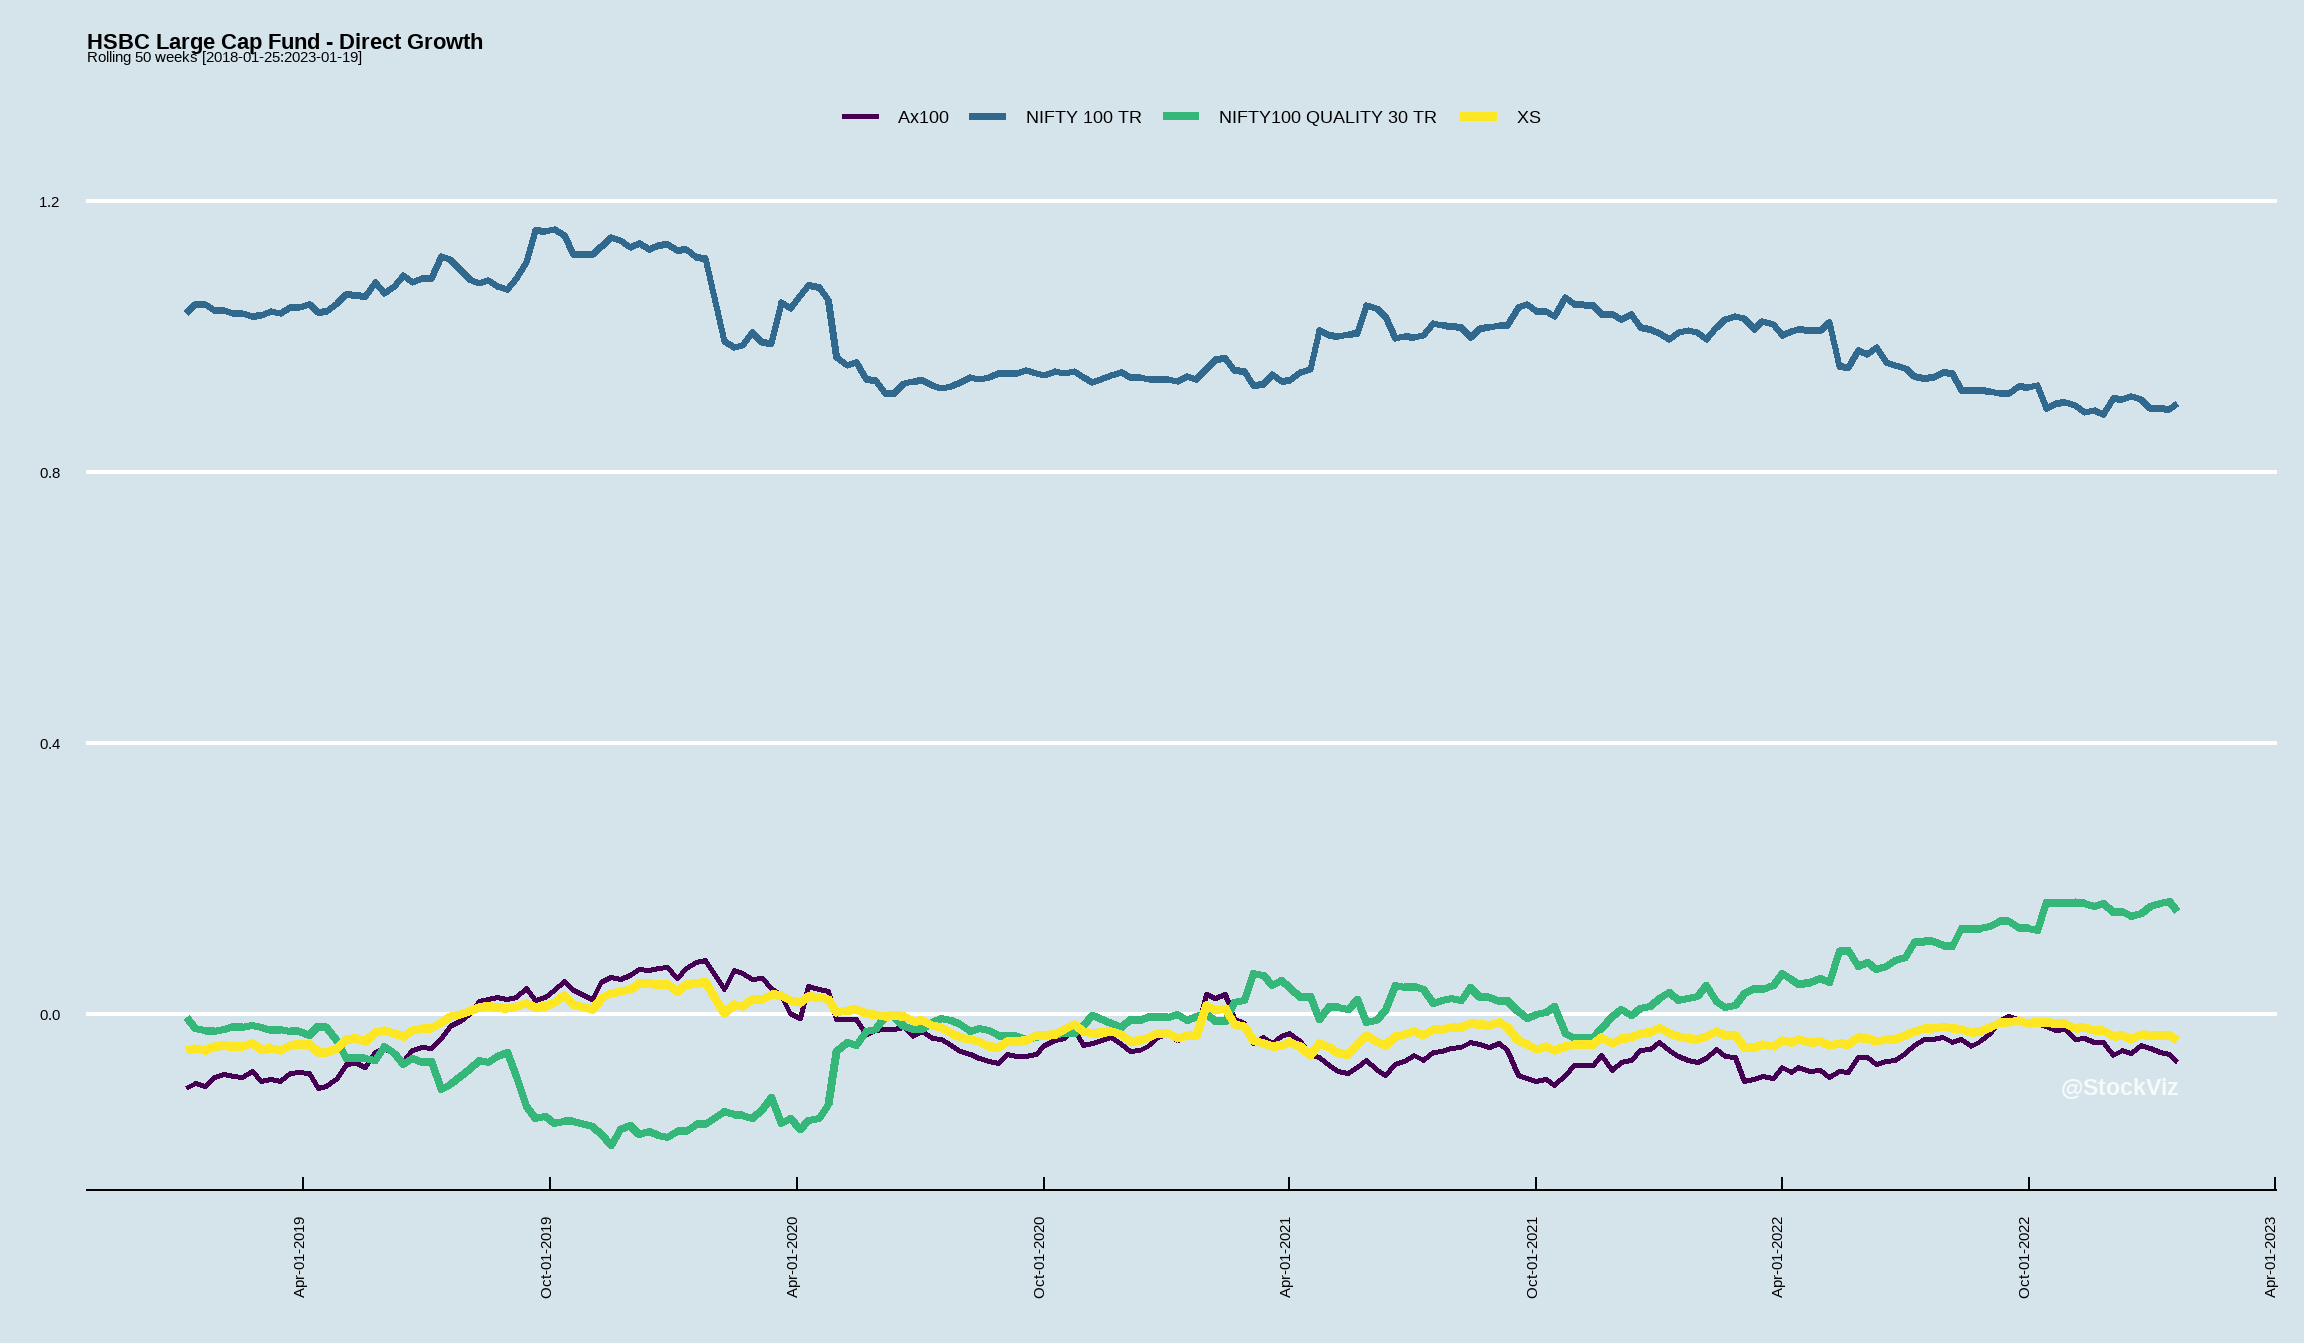 HSBC Large Cap Fund - Direct Growth
Rolling 50 weeks [2018-01-25:2023-01-19]
Ax100 NIFTY 100 TR NIFTY100 QUALITY 30 TR XS
1.2
0.8
0.4
0.0
@StockViz
Apr-01-2019 Oct-01-2019 Apr-01-2020 Oct-01-2020 Apr-01-2021 Oct-01-2021 Apr-01-2022 Oct-01-2022 Apr-01-2023